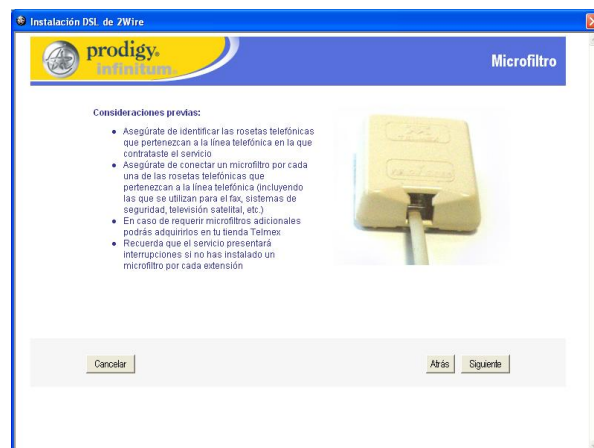 Instalación DSL de 2Wire
prodigy.
infinitum.
Microfiltro
Consideraciones previas:
Asegúrate de identificar las rosetas telefónicas
que pertenezcan a la línea telefónica en la que
contrataste el servicio
Asegúrate de conectar un microfiltro por cada
una de las rosetas telefónicas que
pertenezcan a la línea telefónica (incluyendo
las que se utilizan para el fax, sistemas de
seguridad, televisión satelital, etc.)
En caso de requerir microfiltros adicionales
podrás adquirirlos en tu tienda Telmex
Recuerda que el servicio presentará
interrupciones si no has instalado un
microfiltro por cada extensión
Cancelar
Atrás
Siguiente